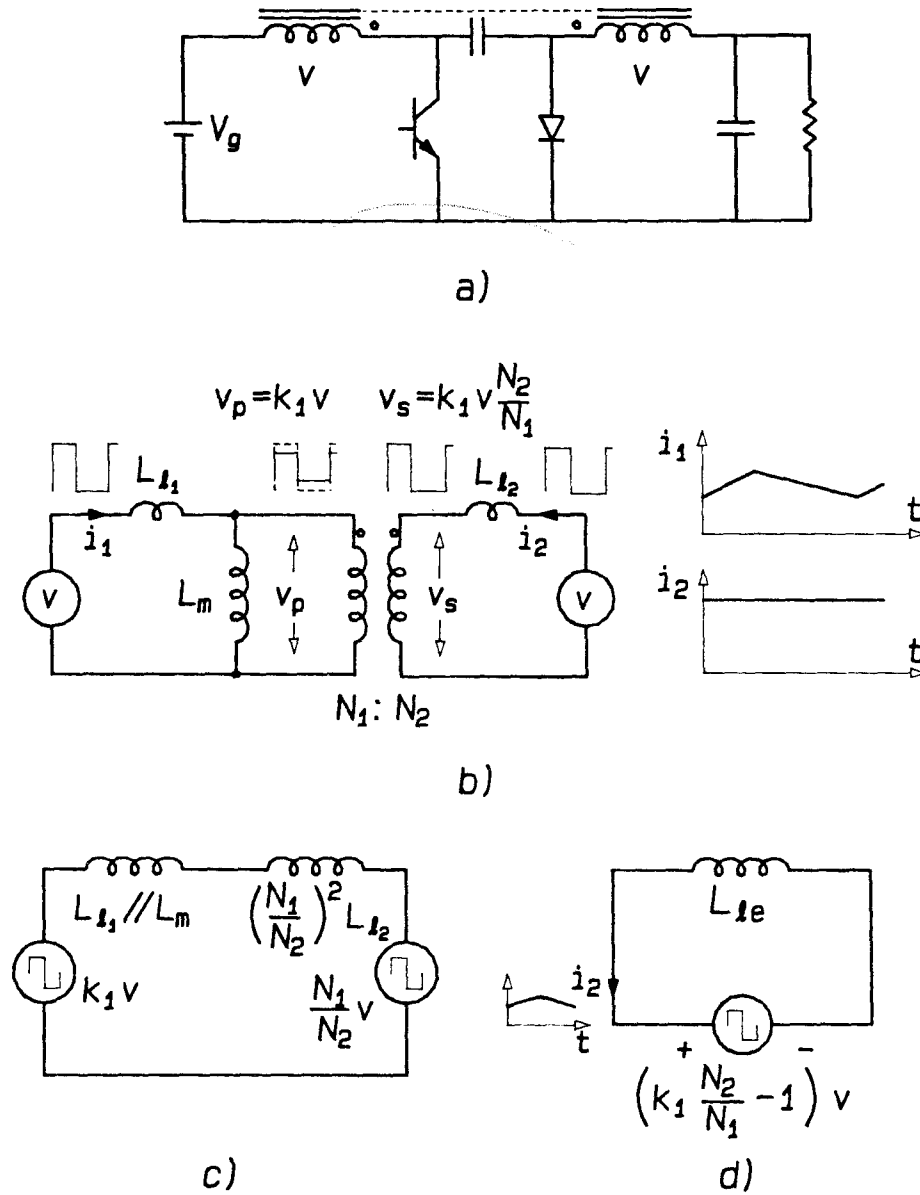 v
v
V_g
a)
v_p = k_1 v
v_s = k_1 v N_2/N_1
L_ℓ1
L_ℓ2
i_1
i_2
v
L_m
v_p
v_s
v
N_1 : N_2
i_1
t
i_2
t
b)
L_ℓ1 // L_m
(N_1/N_2)^2 L_ℓ2
k_1 v
N_1/N_2 v
c)
L_ℓe
i_2
t
+ -
(k_1 N_2/N_1 - 1) v
d)